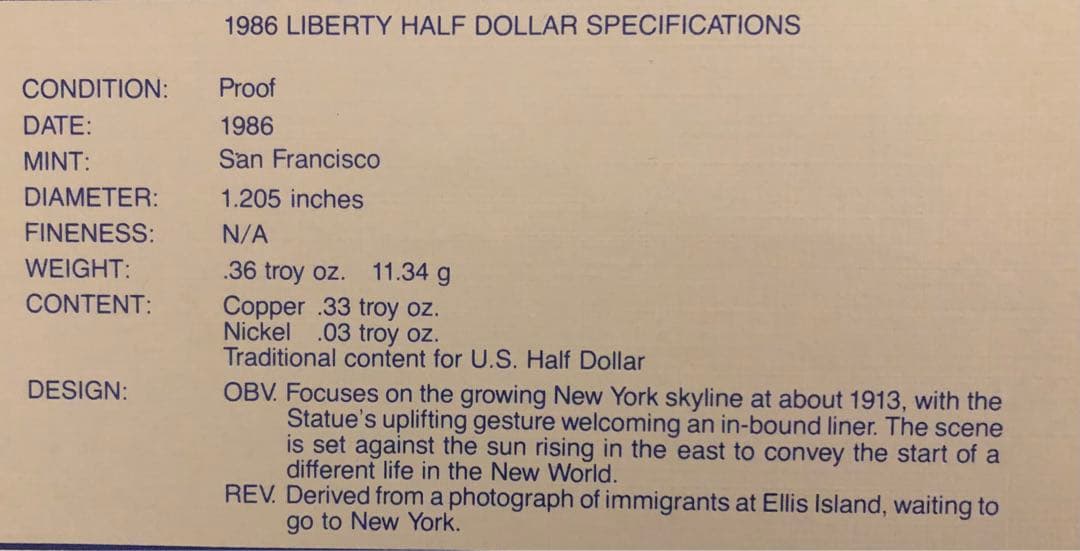 1986 LIBERTY HALF DOLLAR SPECIFICATIONS
CONDITION: Proof
DATE: 1986
MINT: San Francisco
DIAMETER: 1.205 inches
FINENESS: N/A
WEIGHT: .36 troy oz. 11.34 g
CONTENT: Copper .33 troy oz.
Nickel .03 troy oz.
Traditional content for U.S. Half Dollar
DESIGN: OBV. Focuses on the growing New York skyline at about 1913, with the
Statue's uplifting gesture welcoming an in-bound liner. The scene
is set against the sun rising in the east to convey the start of a
different life in the New World.
REV. Derived from a photograph of immigrants at Ellis Island, waiting to
go to New York.